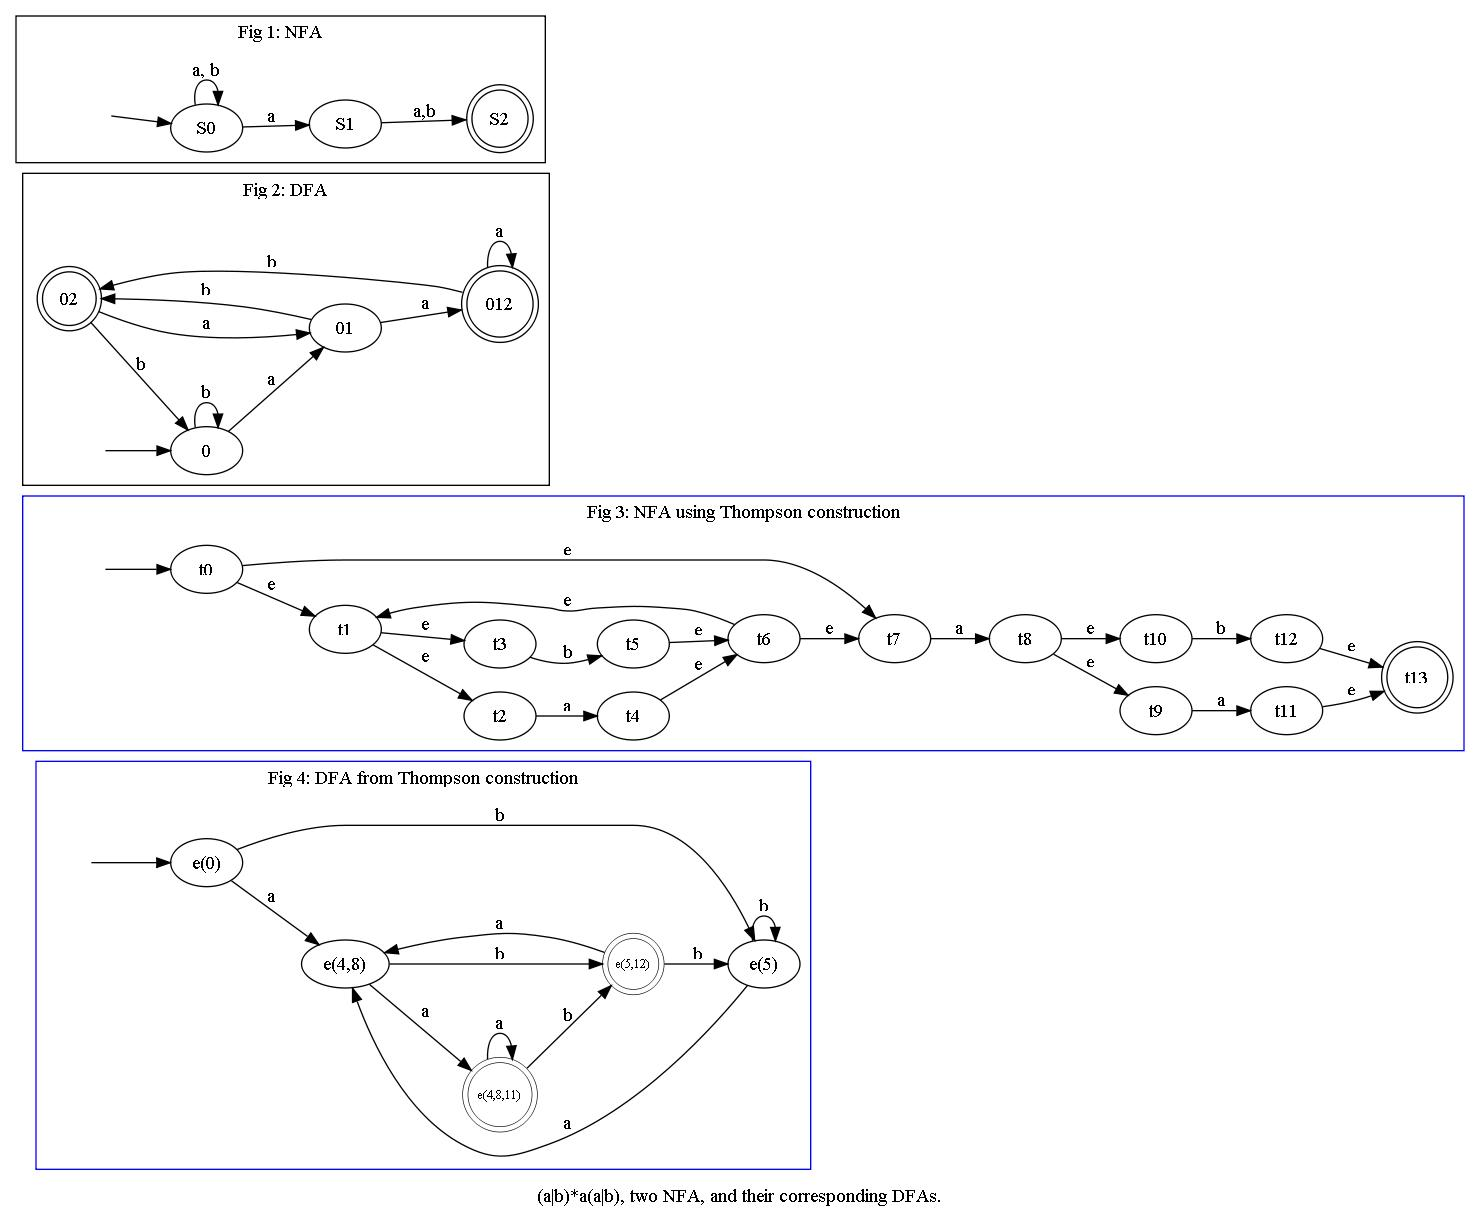 Fig 1: NFA
a, b
S0
a
S1
a,b
S2
Fig 2: DFA
a
b
02
b
012
a
01
a
b
b
a
0
Fig 3: NFA using Thompson construction
e
t0
e
e
t1
e
t3
b
t5
e
t6
e
t7
a
t8
e
t10
b
t12
e
t13
e
t2
a
t4
e
e
t9
a
t11
e
Fig 4: DFA from Thompson construction
b
e(0)
a
b
a
e(4,8)
b
e(5,12)
b
e(5)
a
a
b
e(4,8,11)
a
(a|b)*a(a|b), two NFA, and their corresponding DFAs.